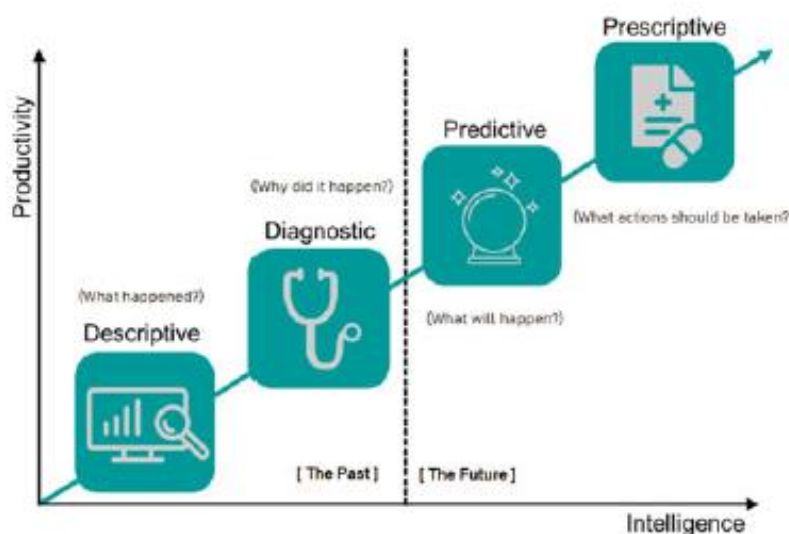 Prescriptive
Productivity
Predictive
(Why did it happen?)
(What actions should be taken?)
Diagnostic
(What happened?)
(What will happen?)
Descriptive
[ The Past ]
[ The Future ]
Intelligence